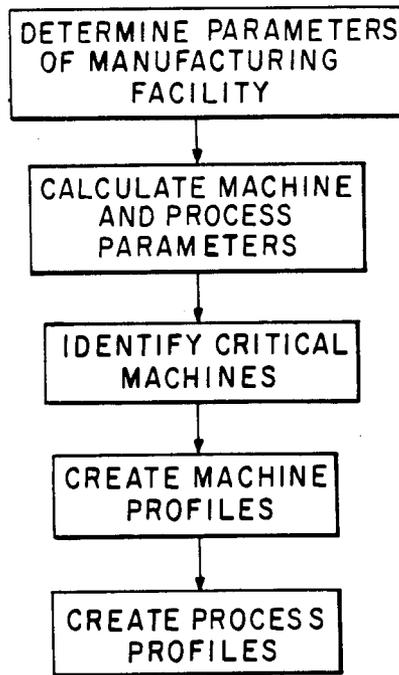 DETERMINE PARAMETERS
OF MANUFACTURING
FACILITY
CALCULATE MACHINE
AND PROCESS
PARAMETERS
IDENTIFY CRITICAL
MACHINES
CREATE MACHINE
PROFILES
CREATE PROCESS
PROFILES